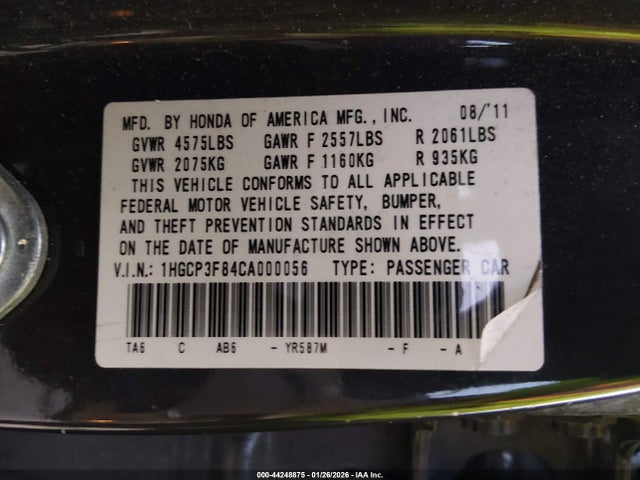 MFD. BY HONDA OF AMERICA MFG., INC. 08/'11
GVWR 4575LBS GAWR F 2557LBS R 2061LBS
GVWR 2075KG GAWR F 1160KG R 935KG
THIS VEHICLE CONFORMS TO ALL APPLICABLE
FEDERAL MOTOR VEHICLE SAFETY, BUMPER,
AND THEFT PREVENTION STANDARDS IN EFFECT
ON THE DATE OF MANUFACTURE SHOWN ABOVE.
V.I.N.: 1HGCP3F84CA000056 TYPE: PASSENGER CAR
TA6 C AB6 - YR587M - F - A
000-44248875 - 01/26/2026 - IAA Inc.